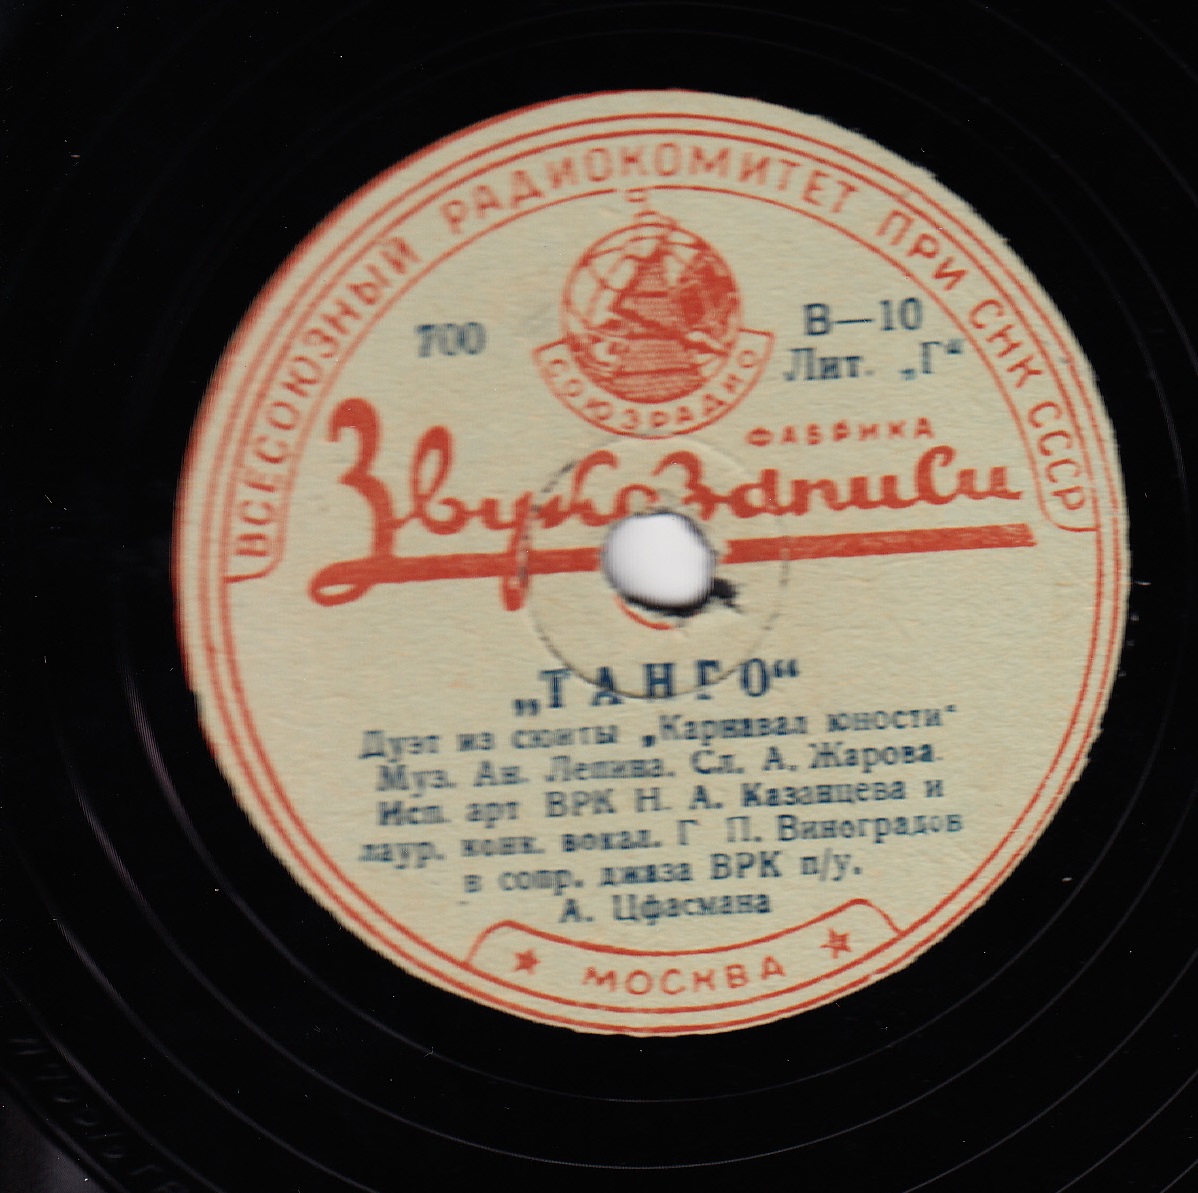 ВСЕСОЮЗНЫЙ РАДИОКОМИТЕТ ПРИ СНК СССР
СОЮЗРАДИО
700
В—10
Лит. „Г“
ФАБРИКА
Звукозаписи
„ТАНГО“
Дуэт из сюиты „Карнавал юности“
Муз. Ан. Лепина. Сл. А. Жарова.
Исп. арт ВРК Н. А. Казанцева и
лаур. конк. вокал. Г П. Виноградов
в сопр. джаза ВРК п/у.
А. Цфасмана
МОСКВА